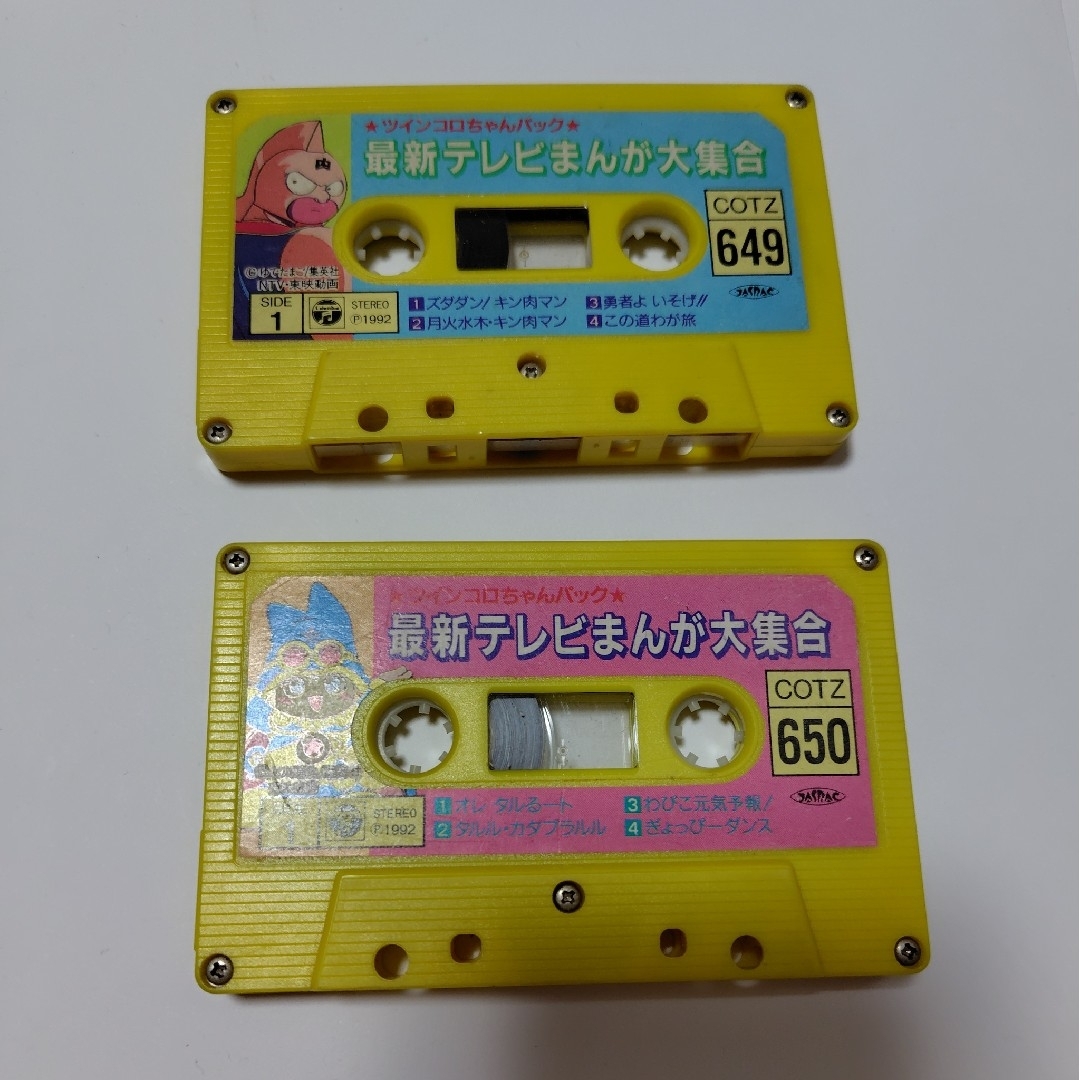 ★ツインコロちゃんパック★
最新テレビまんが大集合
COTZ
649
JASRAC
©ゆでたまご/集英社
NTV・東映動画
SIDE
1
STEREO
Ⓟ1992
1 ズダダン!キン肉マン
2 月火水木・キン肉マン
3 勇者よ いそげ!!
4 この道わが旅
★ツインコロちゃんパック★
最新テレビまんが大集合
COTZ
650
JASRAC
1
STEREO
Ⓟ1992
1 オレ タルるート
2 タルル・カダブラルル
3 わぴこ元気予報!
4 ぎょっぴーダンス